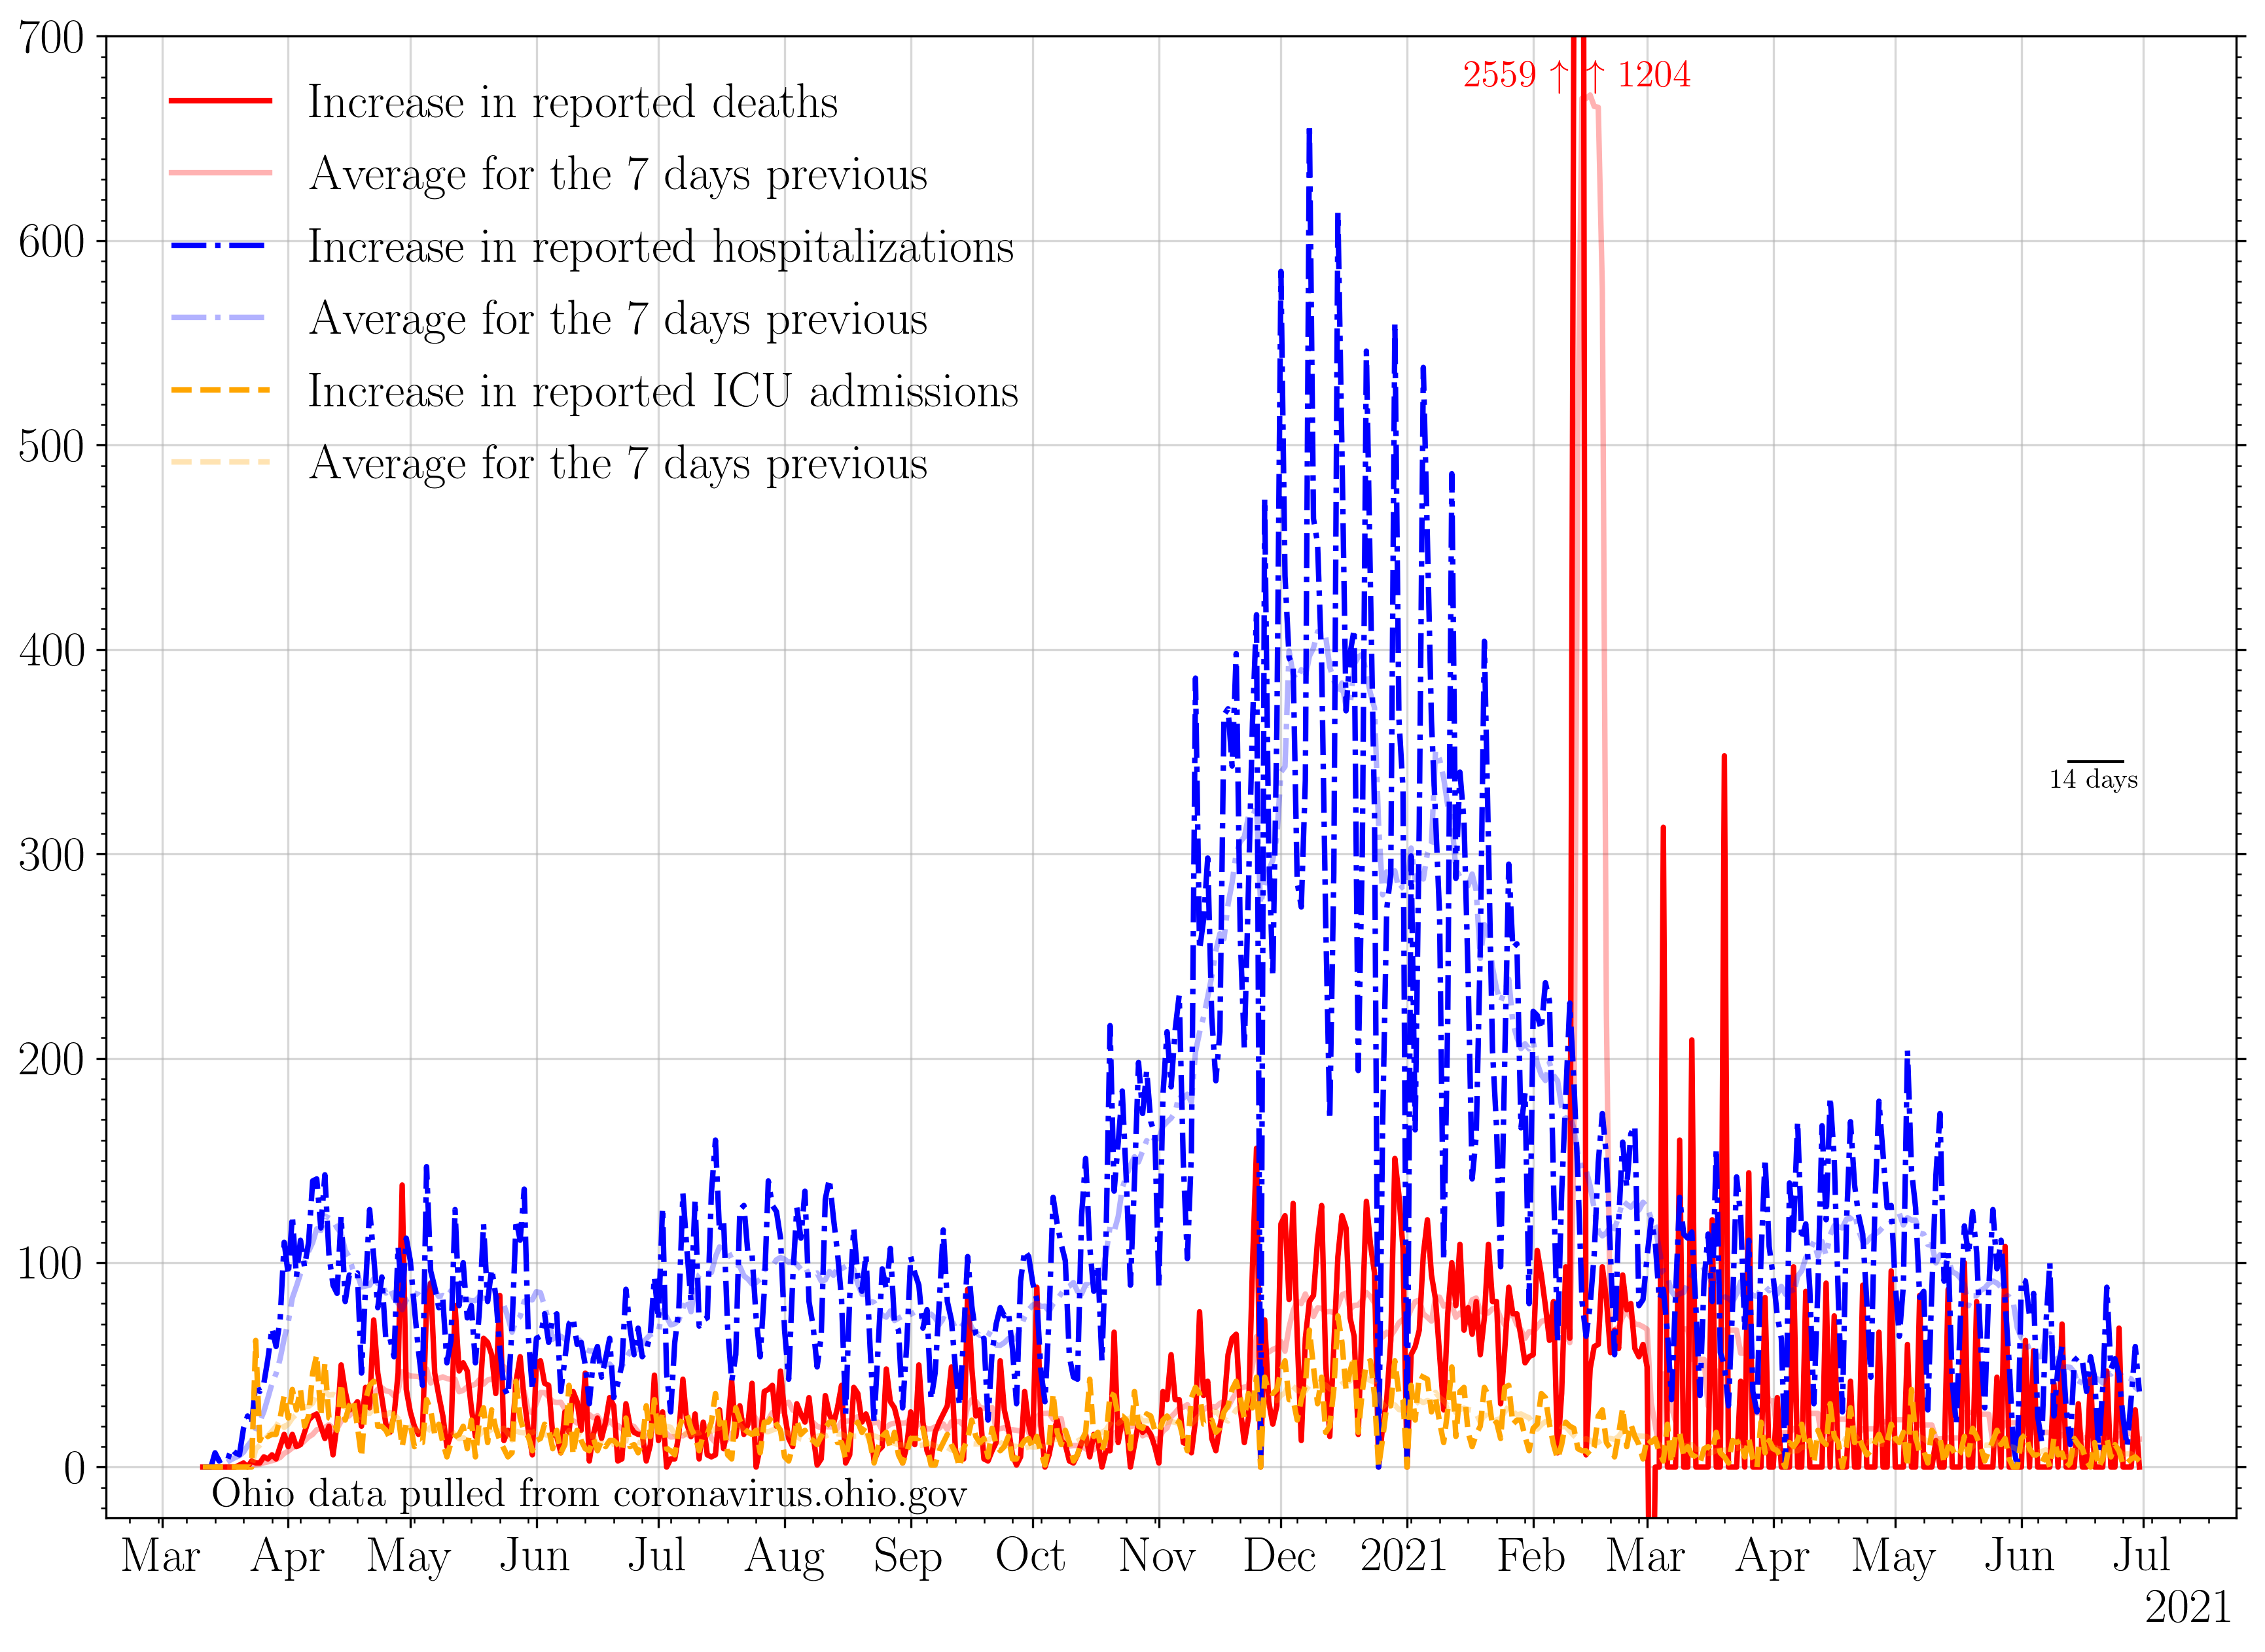 700
600
500
400
300
200
100
0
2559 ↑ ↑ 1204
Increase in reported deaths
Average for the 7 days previous
Increase in reported hospitalizations
Average for the 7 days previous
Increase in reported ICU admissions
Average for the 7 days previous
14 days
Ohio data pulled from coronavirus.ohio.gov
Mar Apr May Jun Jul Aug Sep Oct Nov Dec 2021 Feb Mar Apr May Jun Jul
2021